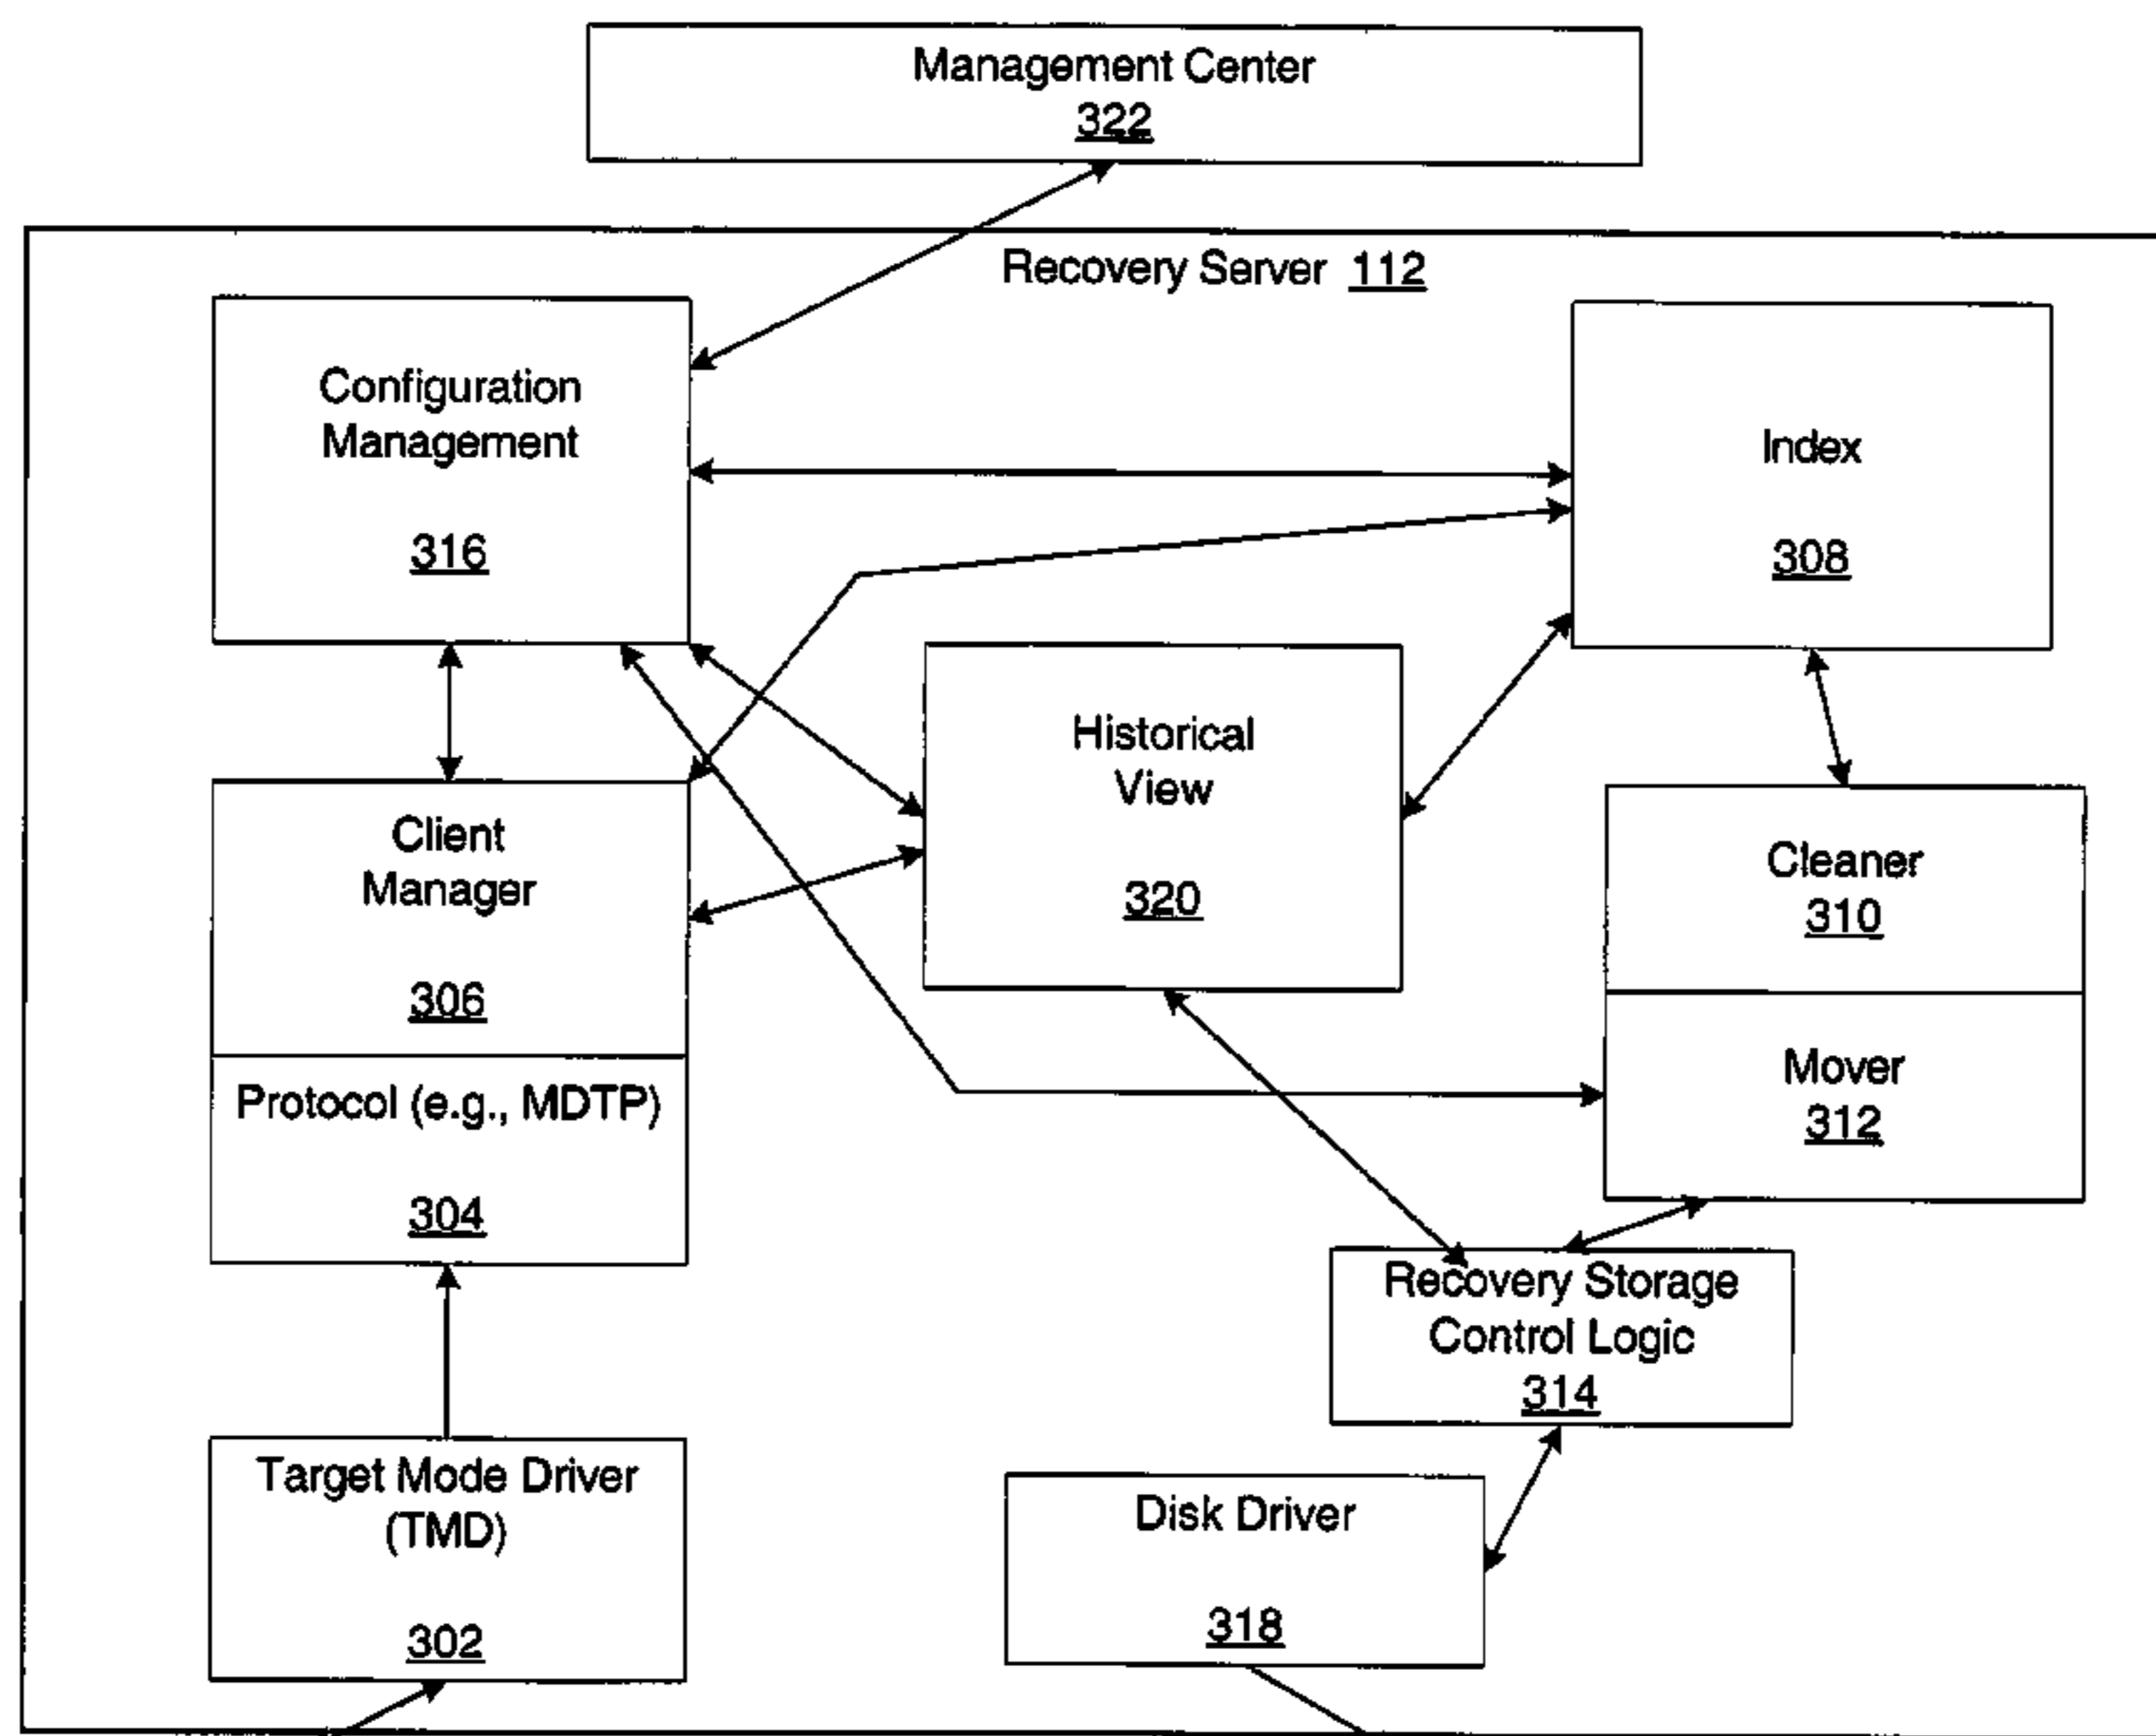 Management Center
322
Recovery Server 112
Configuration
Management
316
Index
308
Historical
View
320
Client
Manager
306
Cleaner
310
Protocol (e.g., MDTP)
304
Mover
312
Recovery Storage
Control Logic
314
Target Mode Driver
(TMD)
302
Disk Driver
318